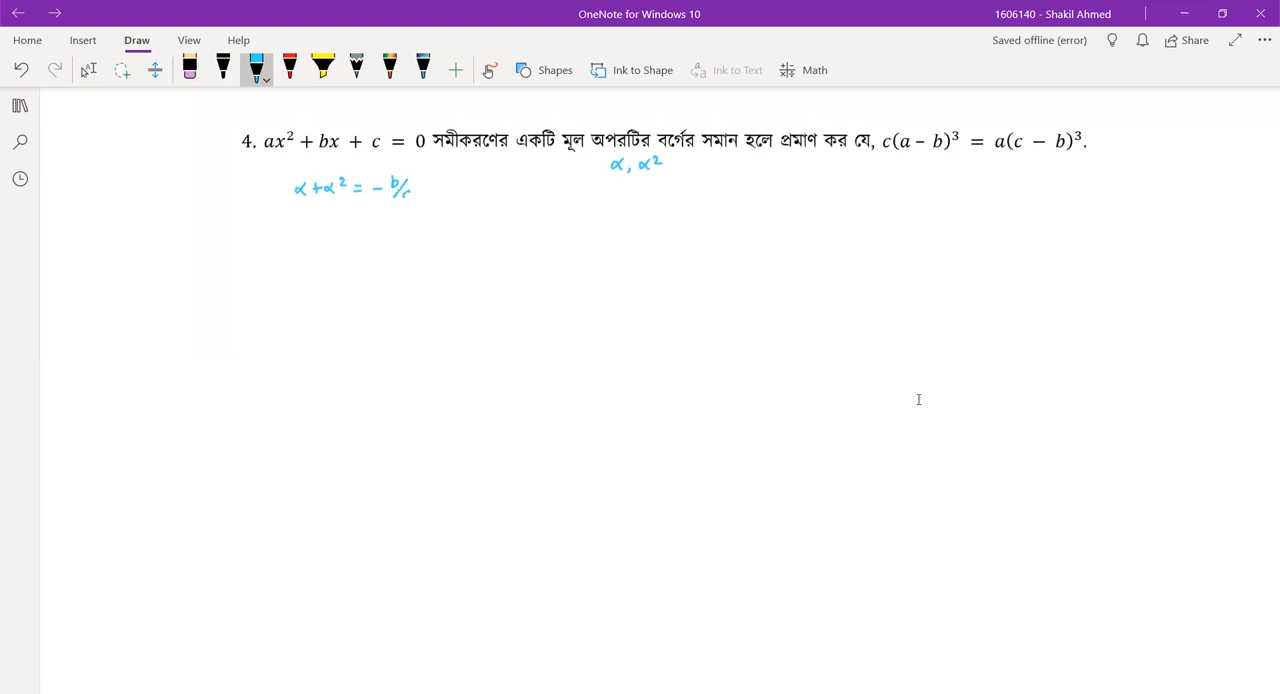 OneNote for Windows 10
1606140 - Shakil Ahmed
Home Insert Draw View Help
Saved offline (error) Share
Shapes Ink to Shape Ink to Text Math
4. ax² + bx + c = 0 সমীকরণের একটি মূল অপরটির বর্গের সমান হলে প্রমাণ কর যে, c(a – b)³ = a(c − b)³.
α, α²
α + α² = - b/c